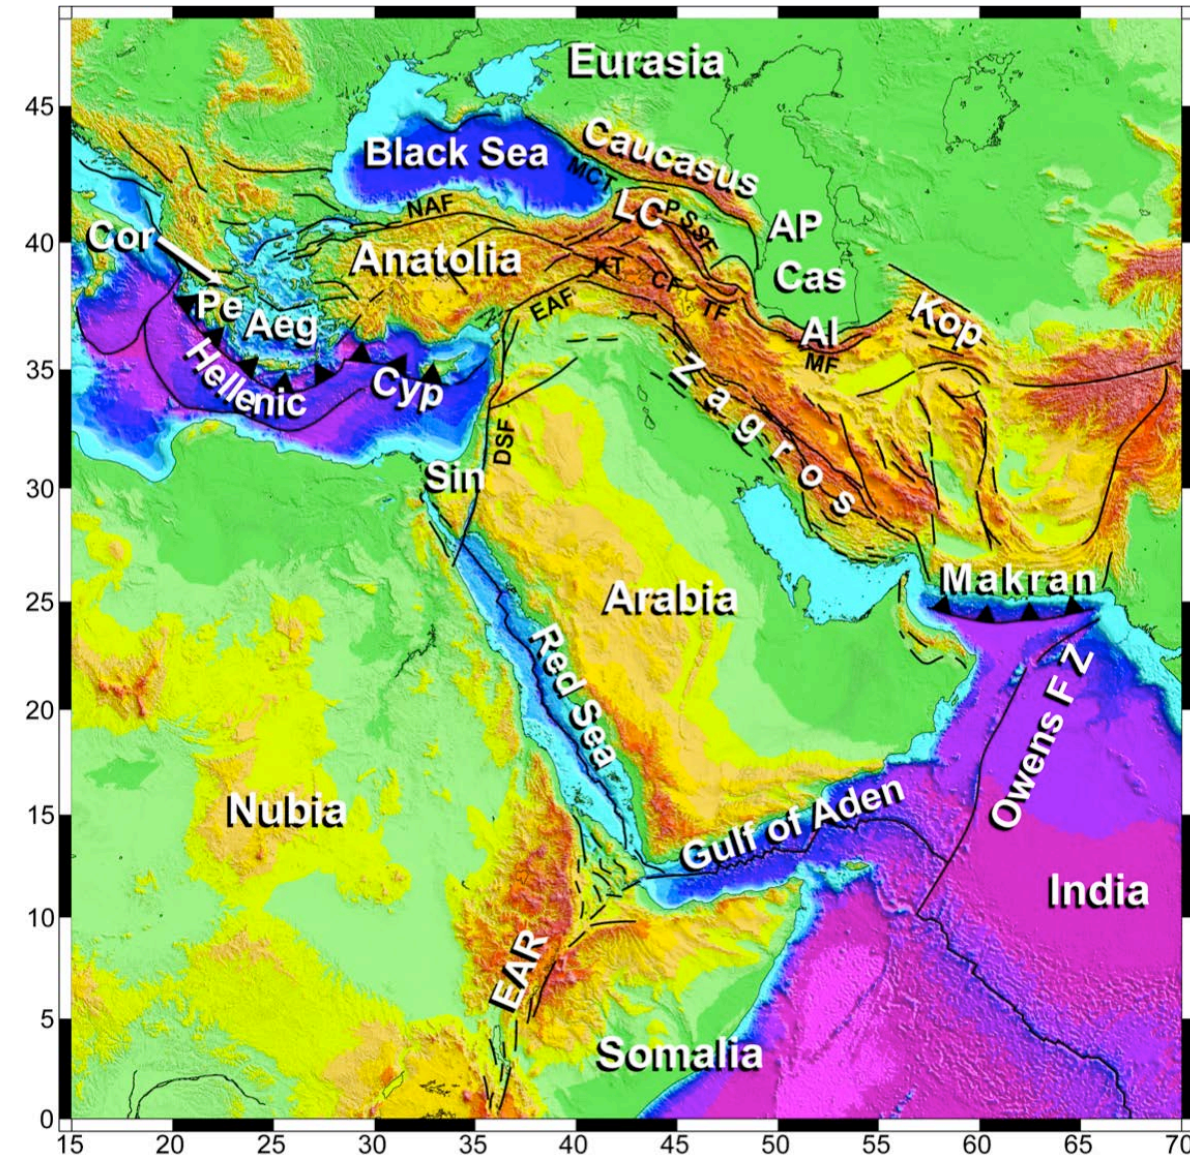 Eurasia
45
Black Sea
Caucasus
MCT
NAF
LC
PSSF
AP
40
Cor
Anatolia
KT
CF
TF
Cas
EAF
Pe
Aeg
Al
MF
Kop
35
Hellenic
Cyp
Zagros
DSF
Sin
30
Arabia
Makran
25
Red Sea
Owens F Z
20
15
Nubia
Gulf of Aden
India
10
EAR
5
Somalia
0
15 20 25 30 35 40 45 50 55 60 65 70